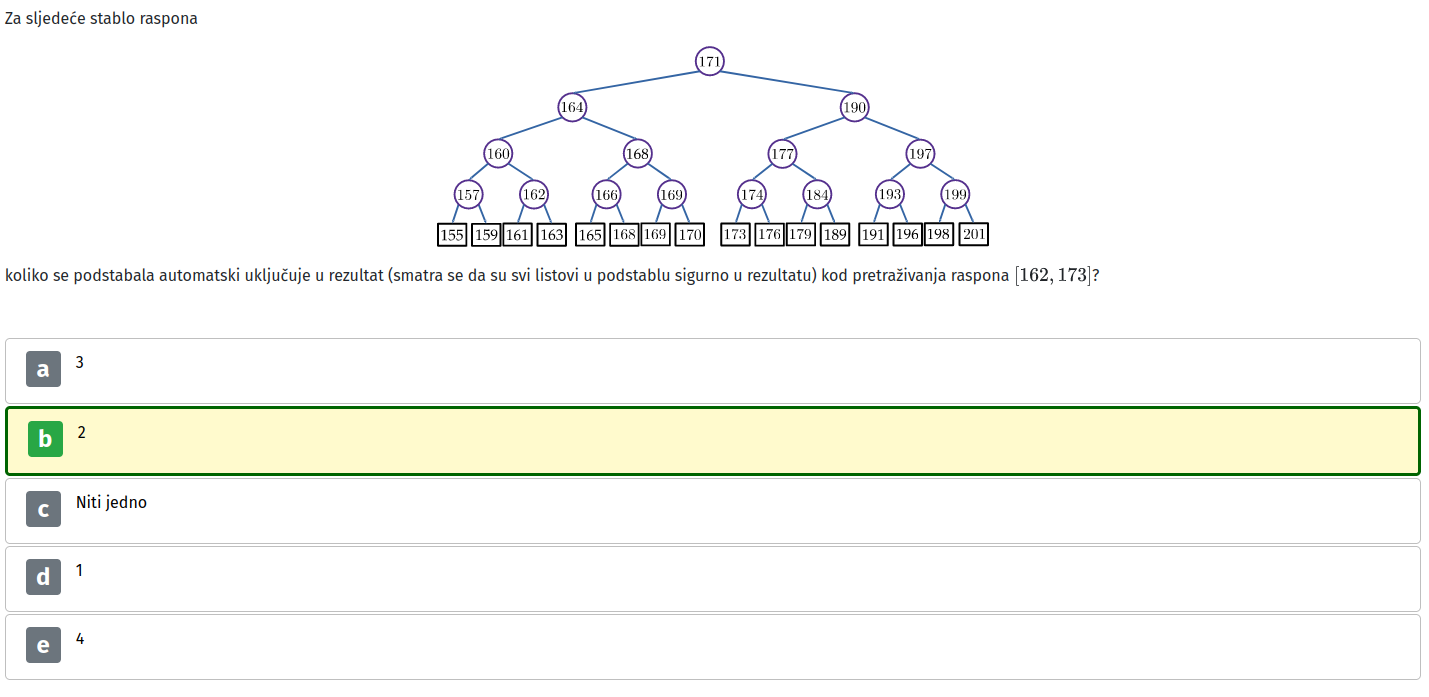 Za sljedeće stablo raspona
171
164 190
160 168 177 197
157 162 166 169 174 184 193 199
155 159 161 163 165 168 169 170 173 176 179 189 191 196 198 201
koliko se podstabala automatski uključuje u rezultat (smatra se da su svi listovi u podstablu sigurno u rezultatu) kod pretraživanja raspona [162, 173]?
a 3
b 2
c Niti jedno
d 1
e 4